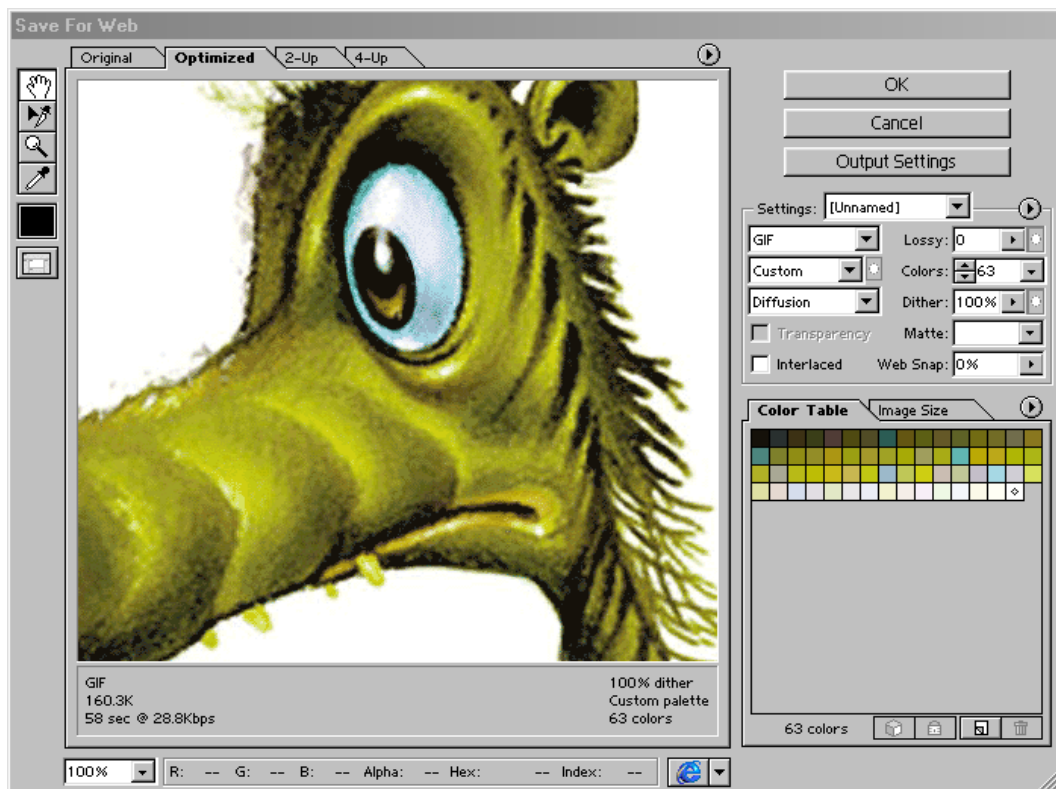 Save For Web
Original Optimized 2-Up 4-Up
OK
Cancel
Output Settings
Settings: [Unnamed]
GIF Lossy: 0
Custom Colors: 63
Diffusion Dither: 100%
Transparency Matte:
Interlaced Web Snap: 0%
Color Table Image Size
63 colors
GIF 100% dither
160.3K Custom palette
58 sec @ 28.8Kbps 63 colors
100% R: -- G: -- B: -- Alpha: -- Hex: -- Index: --